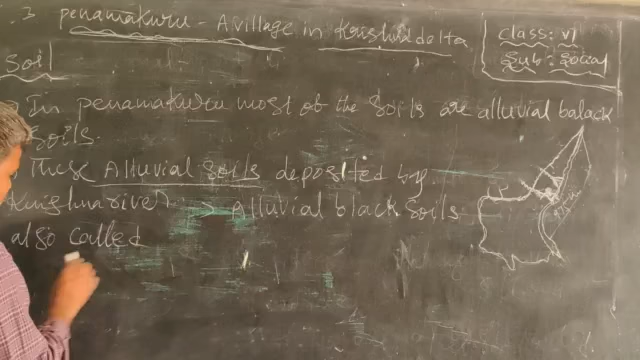 3 penamakuru - A village in Krishna delta
Class: VI
Sub: Social
Soil
In penamakuru most of the soils are alluvial balack
soils.
These Alluvial soils deposited by
Krishna river → Alluvial black soils
also called